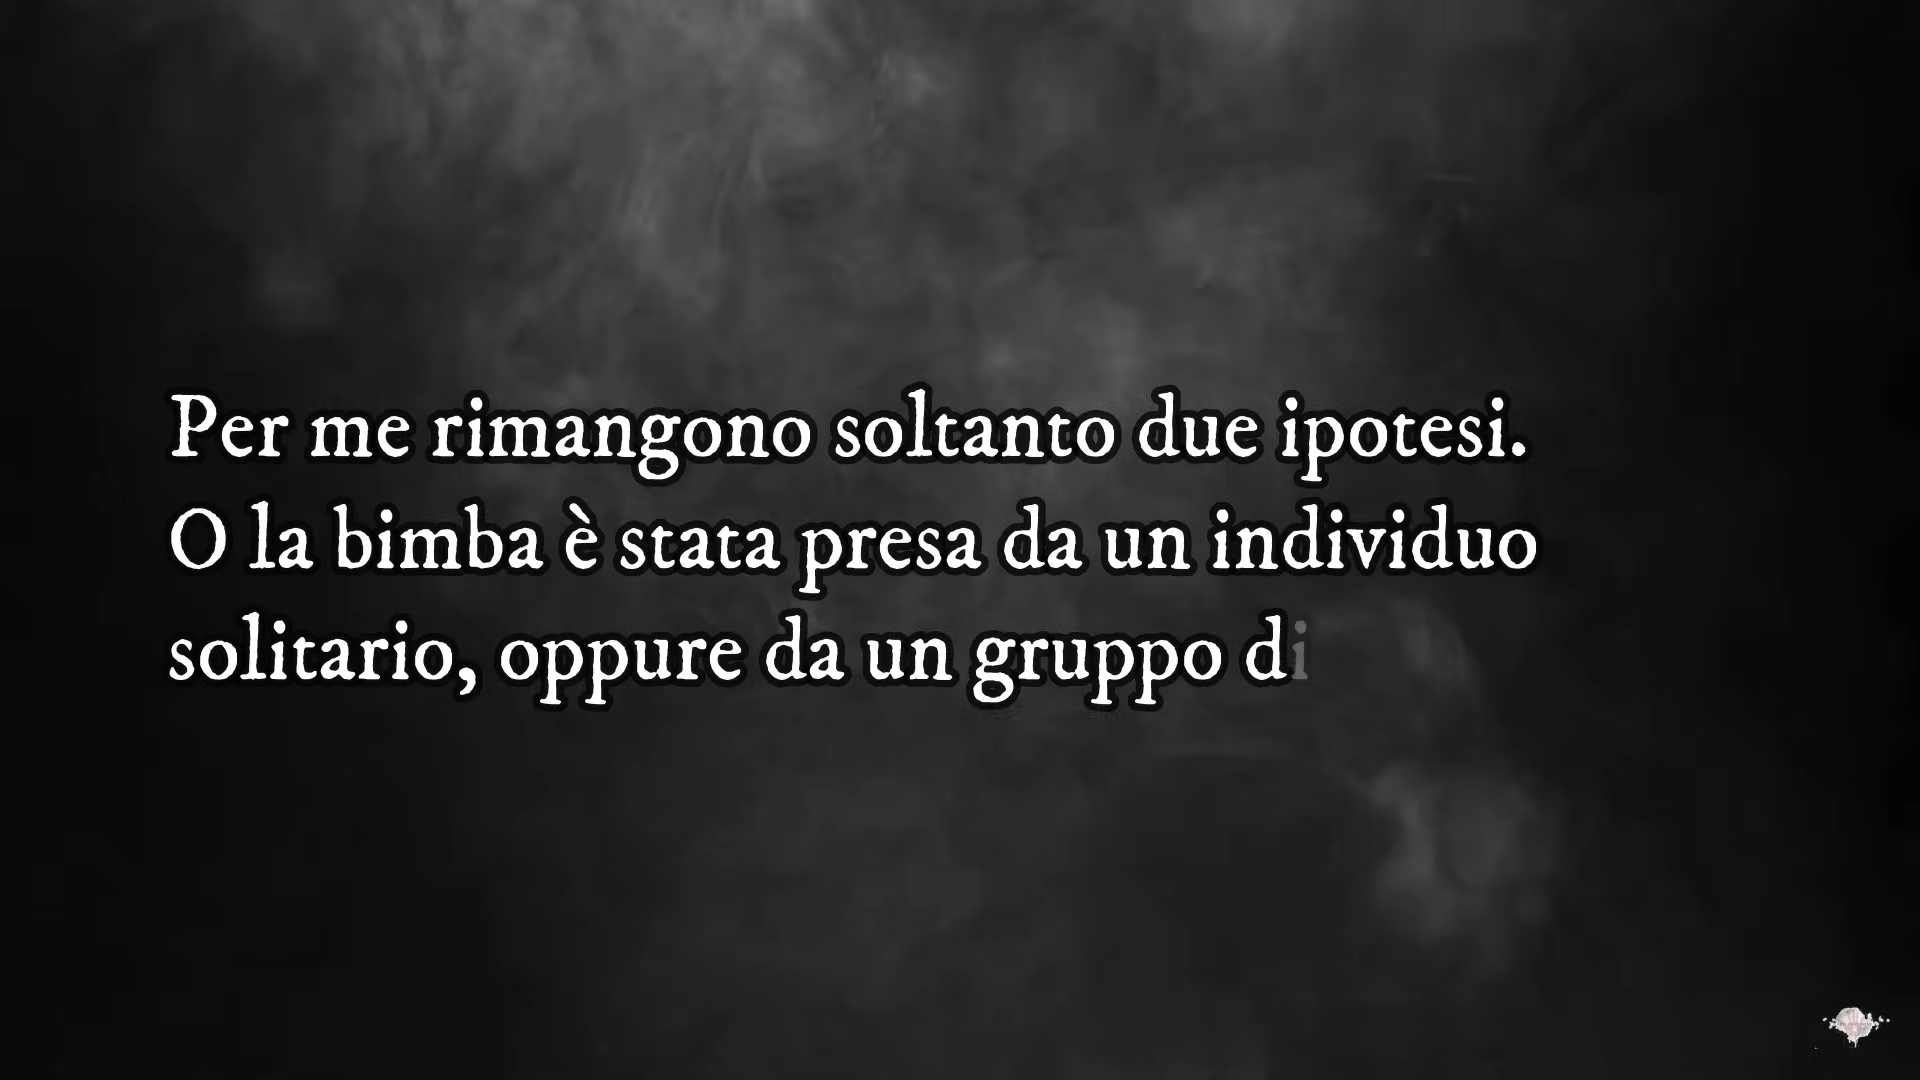 Per me rimangono soltanto due ipotesi.
O la bimba è stata presa da un individuo
solitario, oppure da un gruppo di